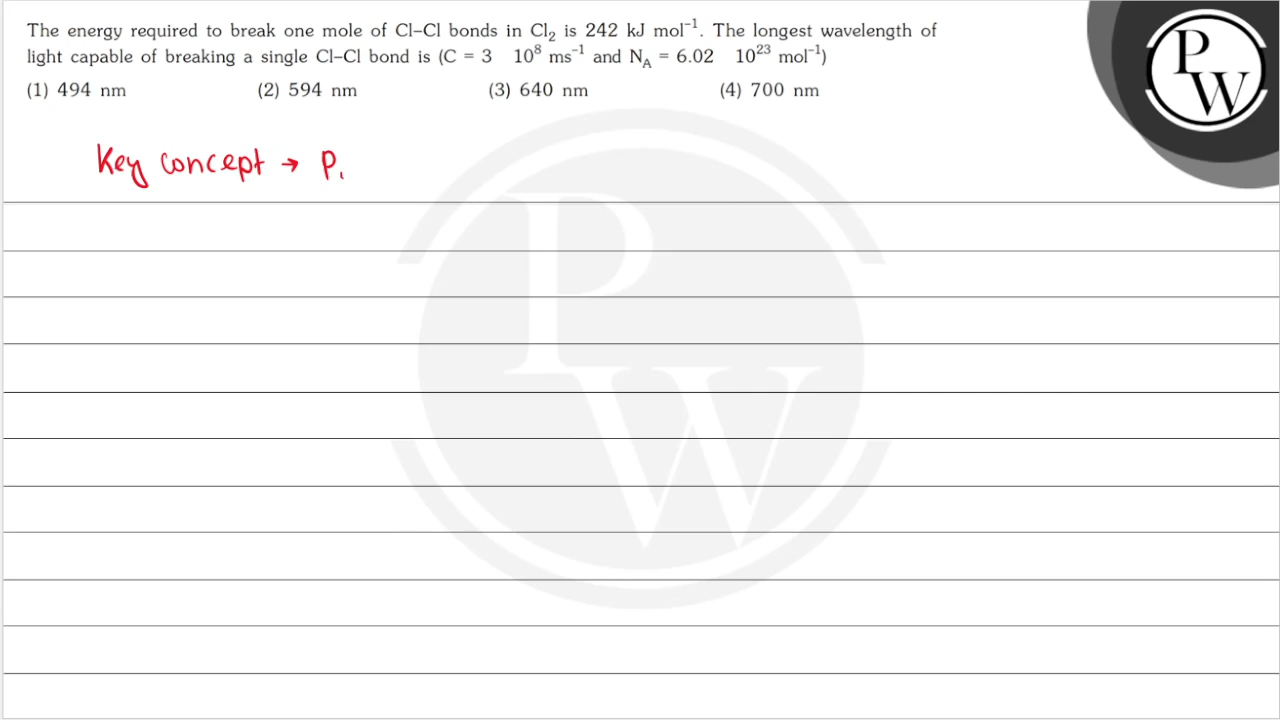 The energy required to break one mole of Cl–Cl bonds in Cl₂ is 242 kJ mol⁻¹. The longest wavelength of
light capable of breaking a single Cl–Cl bond is (C = 3 10⁸ ms⁻¹ and N_A = 6.02 10²³ mol⁻¹)
(1) 494 nm (2) 594 nm (3) 640 nm (4) 700 nm
Key concept → P.
P
W
P
W